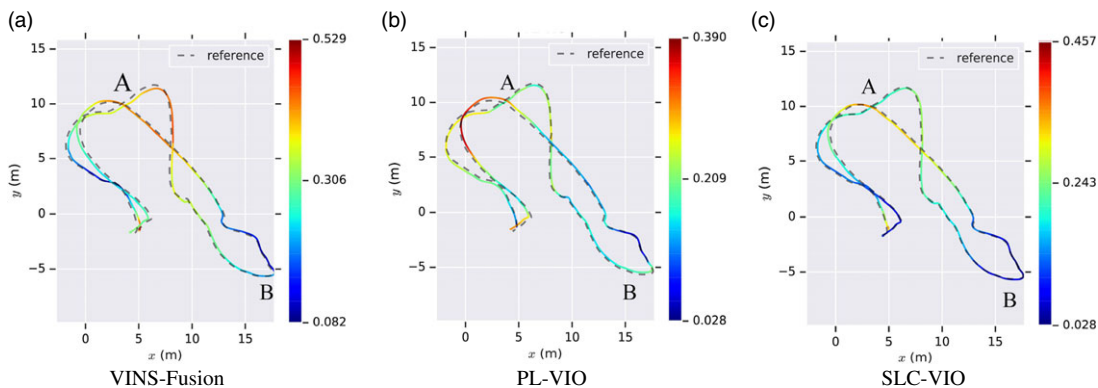 (a)
0.529
reference
A
15
10
5
0
−5
y (m)
0.306
B
0.082
0
5
10
15
x (m)
VINS-Fusion
(b)
0.390
reference
A
15
10
5
0
−5
y (m)
0.209
B
0.028
0
5
10
15
x (m)
PL-VIO
(c)
0.457
reference
A
15
10
5
0
−5
y (m)
0.243
B
0.028
0
5
10
15
x (m)
SLC-VIO